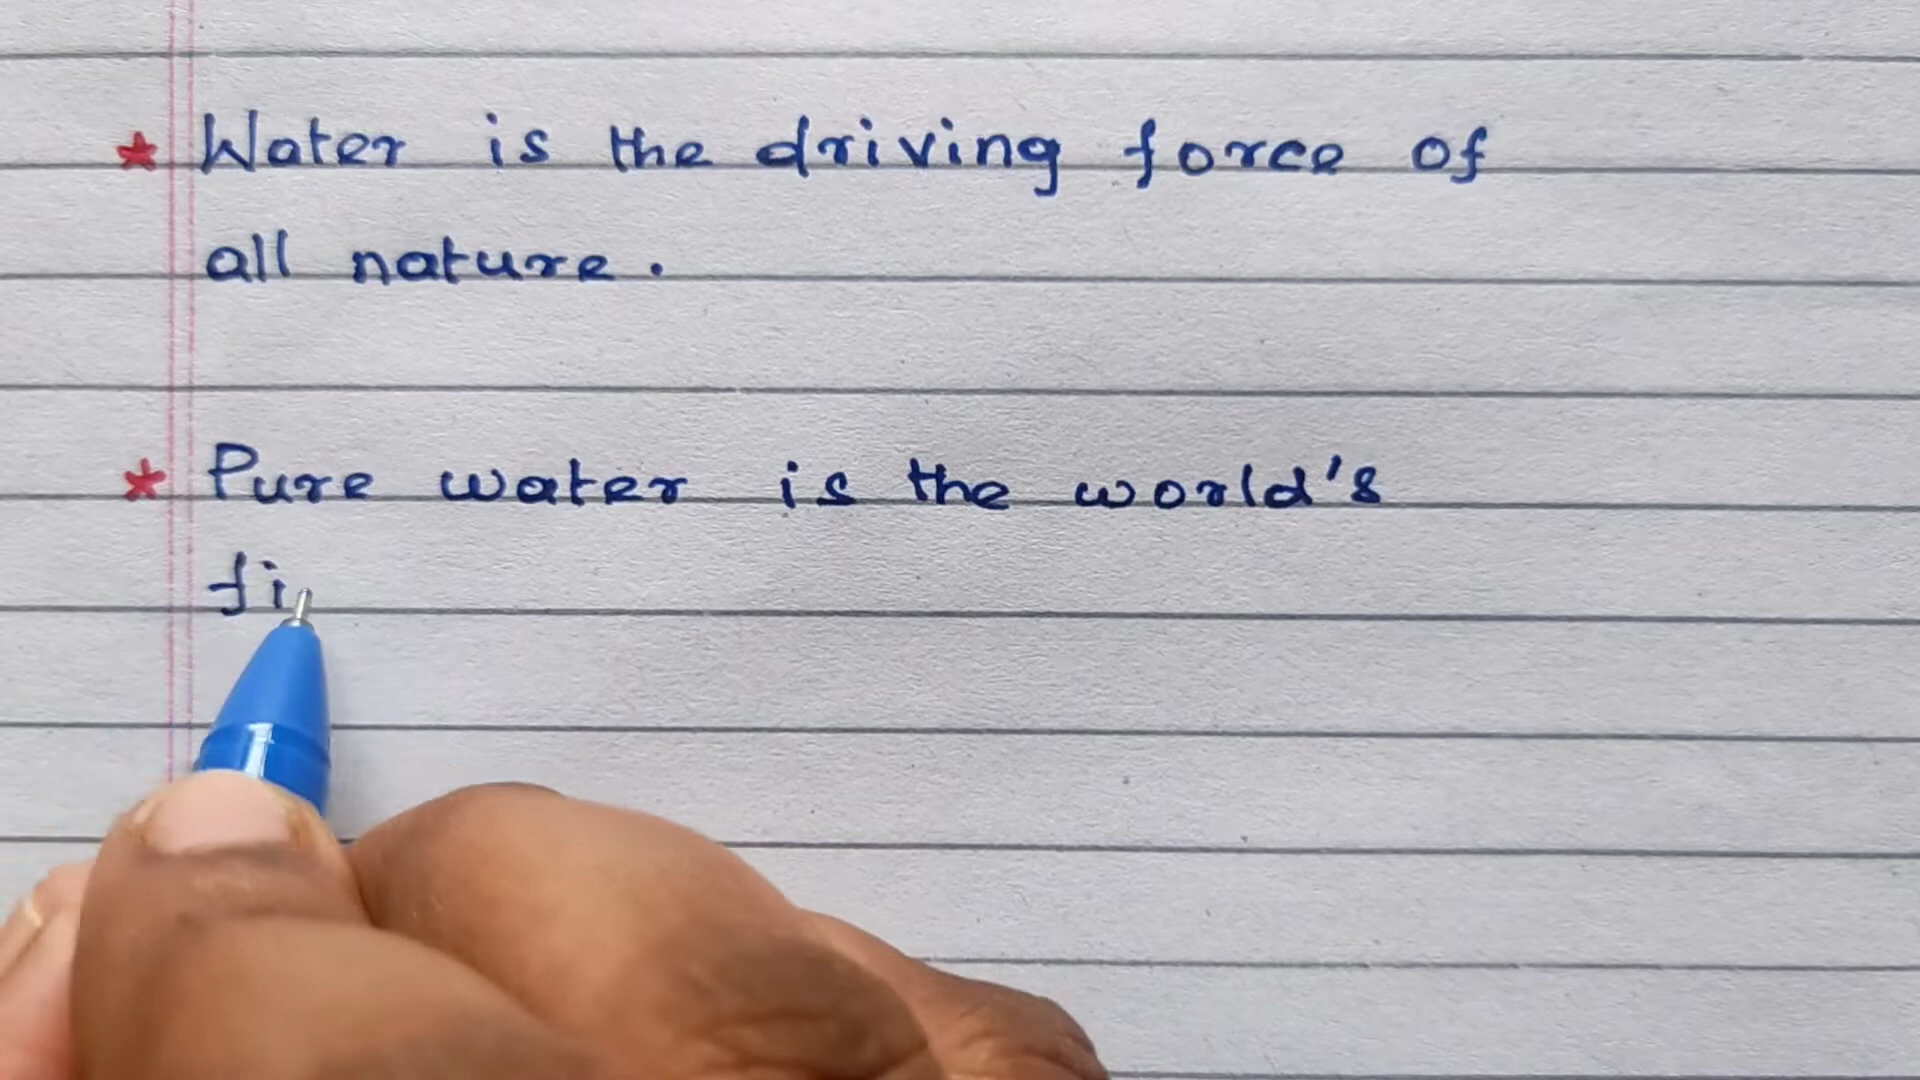 * Water is the driving force of
all nature.
* Pure water is the world's
fi